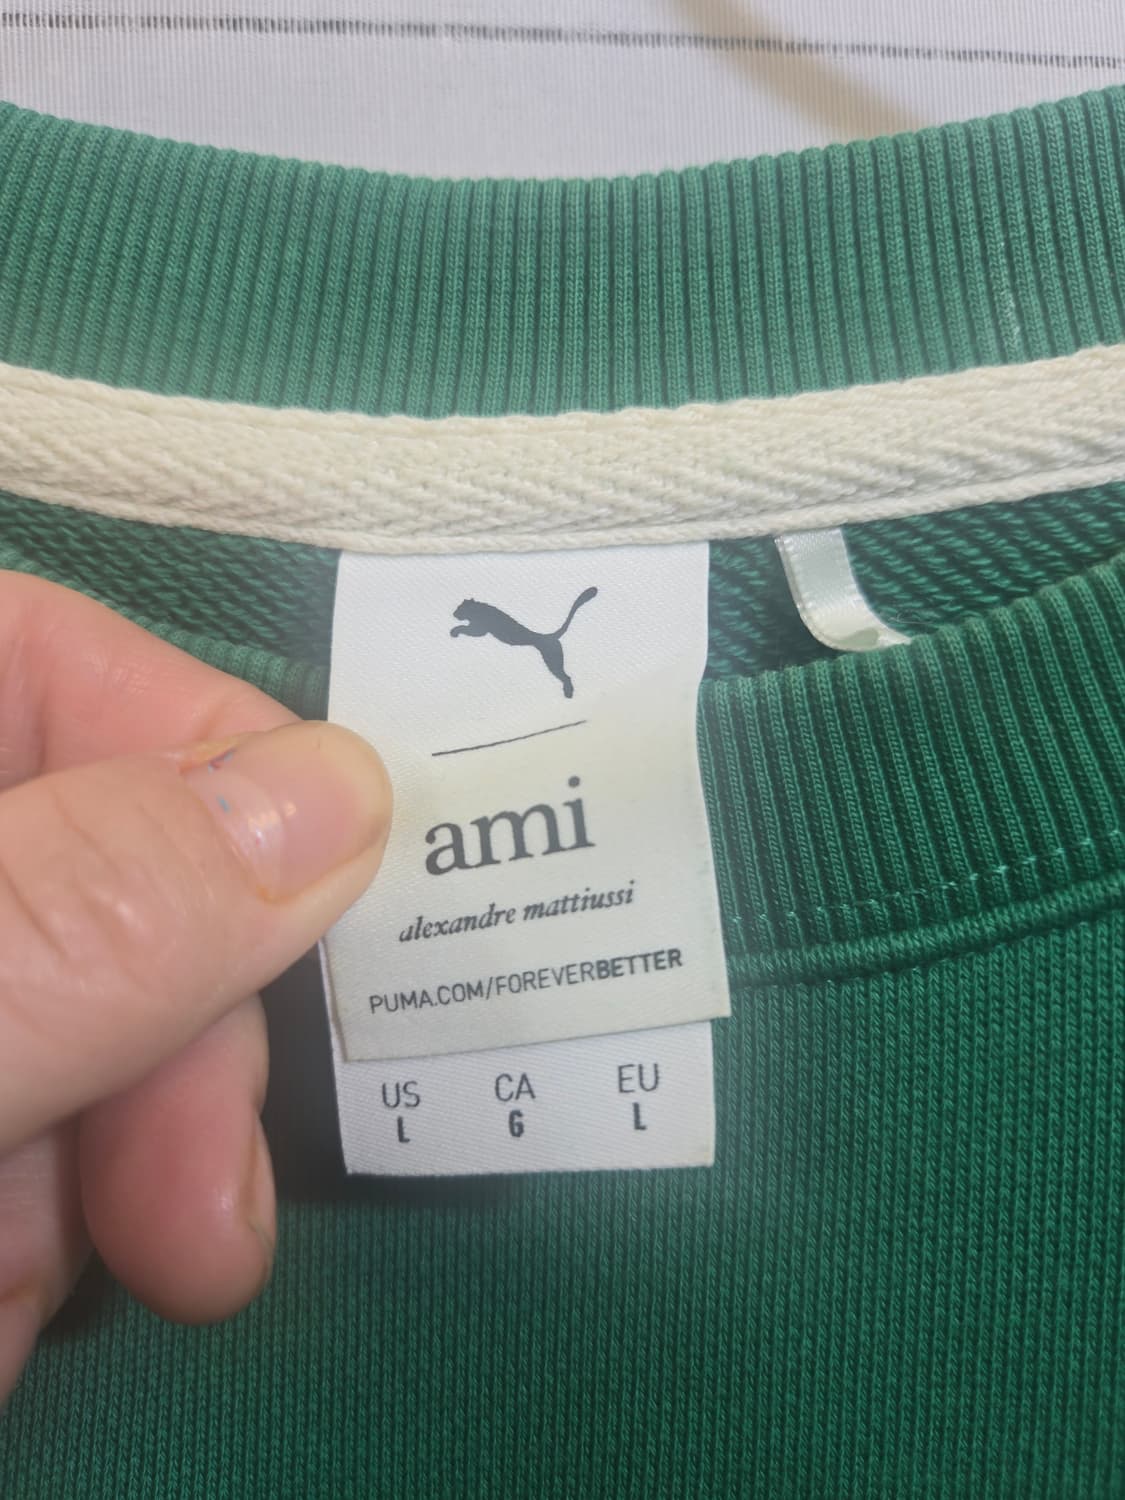 ami
alexandre mattiussi
PUMA.COM/FOREVERBETTER
US CA EU
L G L